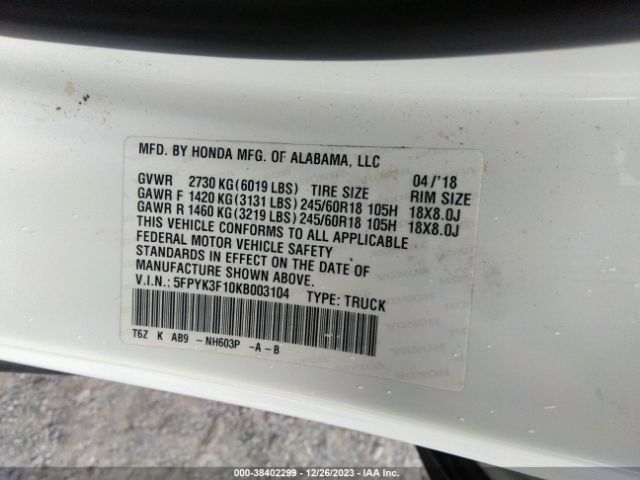 MFD. BY HONDA MFG. OF ALABAMA, LLC
04/'18
GVWR 2730 KG(6019 LBS) TIRE SIZE RIM SIZE
GAWR F 1420 KG(3131 LBS) 245/60R18 105H 18X8.0J
GAWR R 1460 KG(3219 LBS) 245/60R18 105H 18X8.0J
THIS VEHICLE CONFORMS TO ALL APPLICABLE
FEDERAL MOTOR VEHICLE SAFETY
STANDARDS IN EFFECT ON THE DATE OF
MANUFACTURE SHOWN ABOVE.
V.I.N.: 5FPYK3F10KB003104 TYPE: TRUCK
T6Z K AB9 -NH603P -A-B
000-38402299 - 12/26/2023 - IAA Inc.